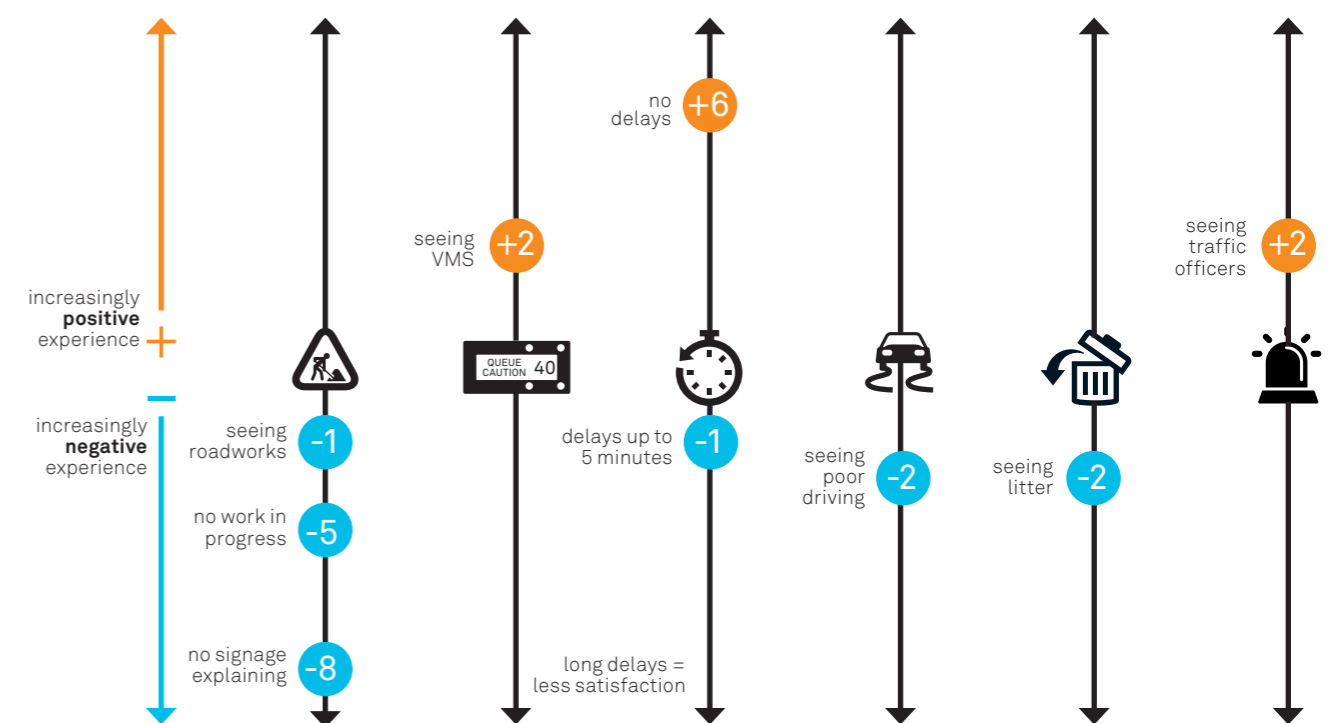 increasingly
positive
experience
+
−
increasingly
negative
experience
seeing
roadworks
-1
no work in
progress
-5
no signage
explaining
-8
seeing
VMS
+2
QUEUE
CAUTION
40
no
delays
+6
delays up to
5 minutes
-1
long delays =
less satisfaction
seeing
poor
driving
-2
seeing
litter
-2
seeing
traffic
officers
+2